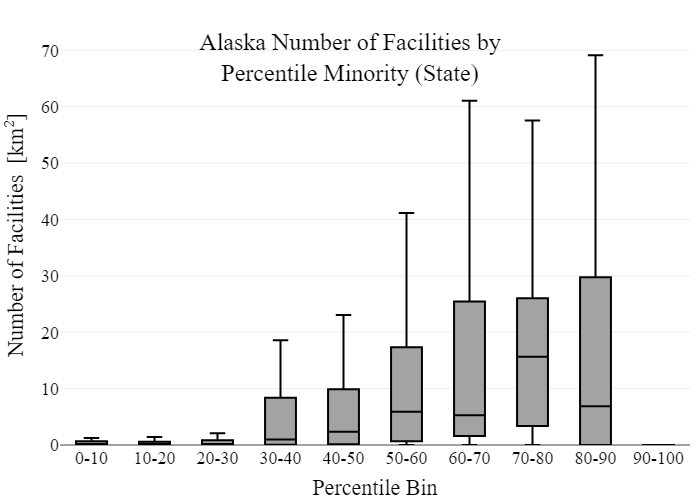 Alaska Number of Facilities by
Percentile Minority (State)
Number of Facilities [km²]
70
60
50
40
30
20
10
0
0-10 10-20 20-30 30-40 40-50 50-60 60-70 70-80 80-90 90-100
Percentile Bin